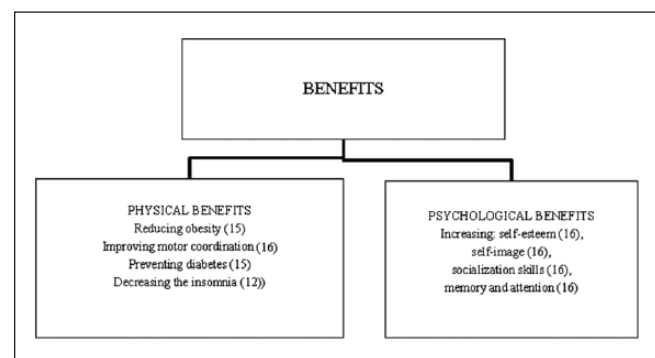 BENEFITS
PHYSICAL BENEFITS
Reducing obesity (15)
Improving motor coordination (16)
Preventing diabetes (15)
Decreasing the insomnia (12))
PSYCHOLOGICAL BENEFITS
Increasing: self-esteem (16),
self-image (16),
socialization skills (16),
memory and attention (16)